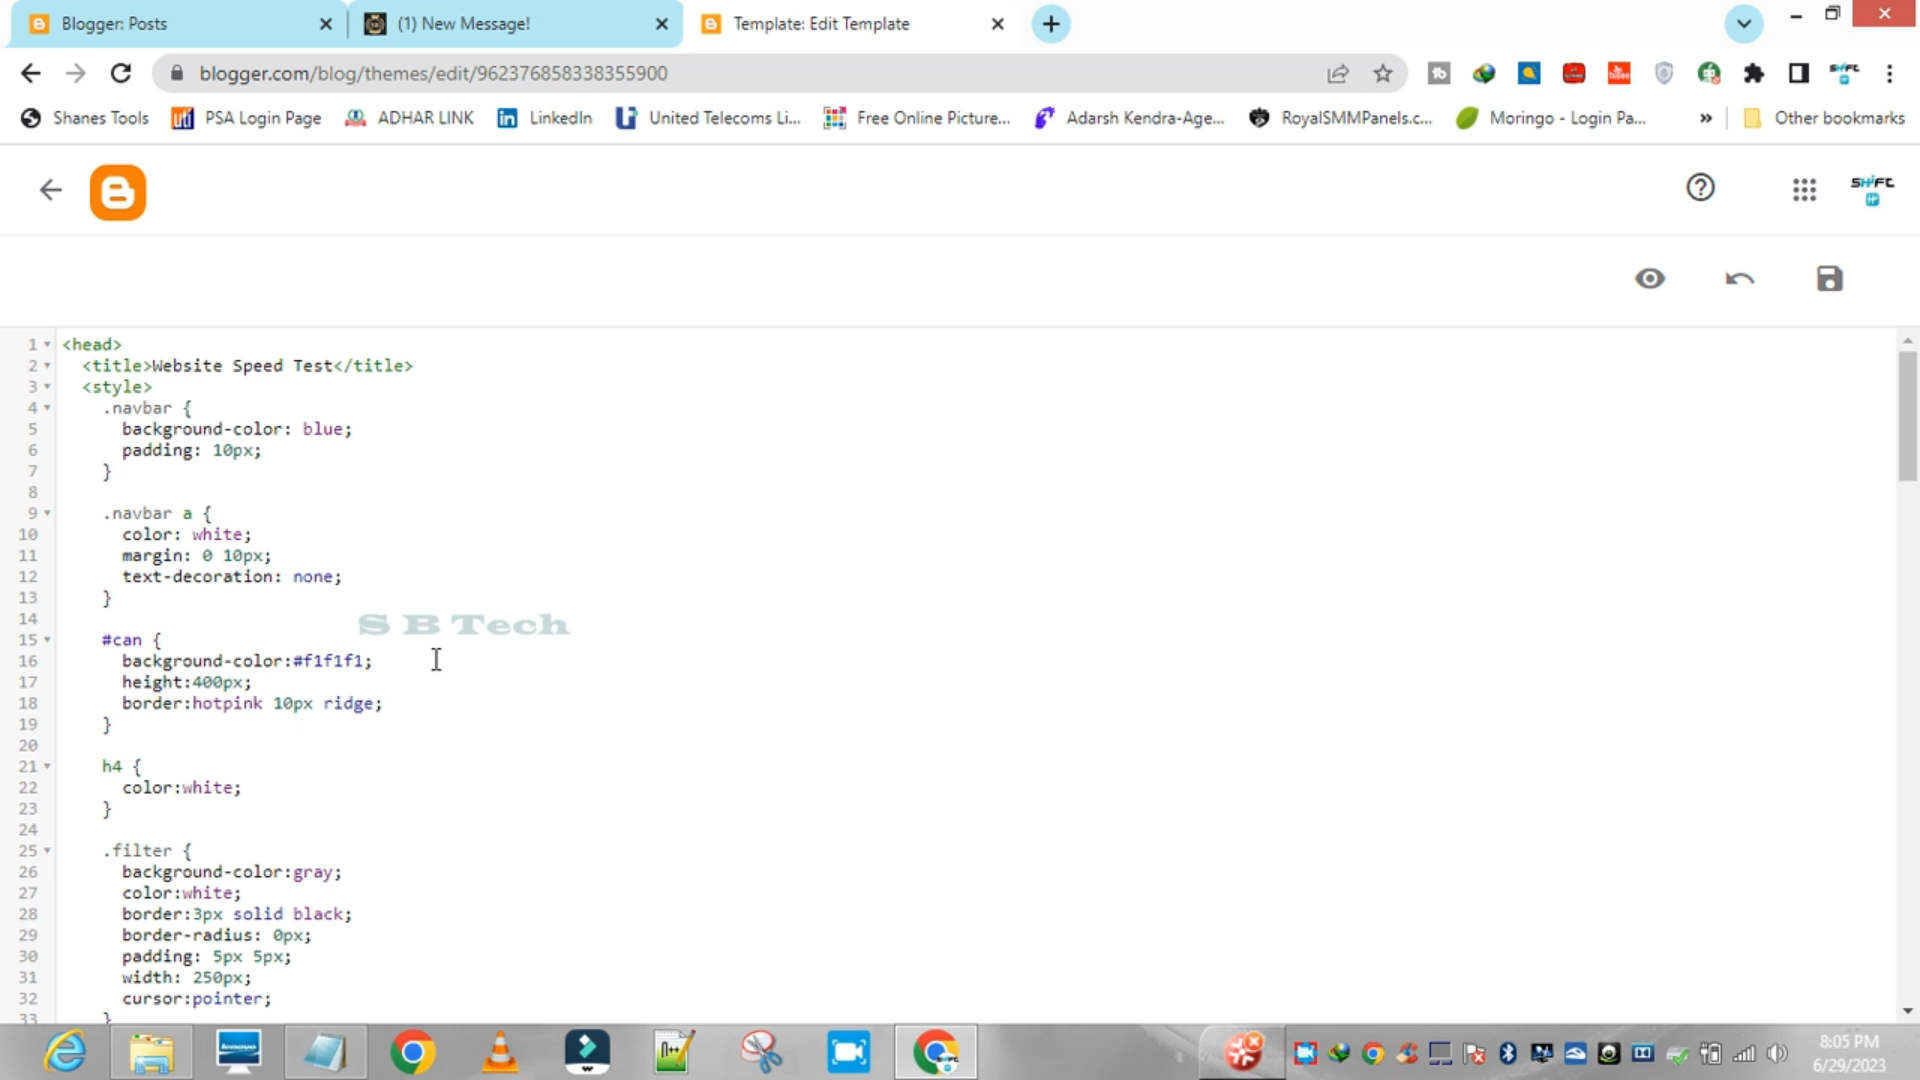 Blogger: Posts
(1) New Message!
Template: Edit Template
blogger.com/blog/themes/edit/962376858338355900
Shanes Tools
uti PSA Login Page
ADHAR LINK
LinkedIn
United Telecoms Li...
Free Online Picture...
Adarsh Kendra-Age...
RoyalSMMPanels.c...
Moringo - Login Pa...
»
Other bookmarks
SHiFT
1 <head>
2 <title>Website Speed Test</title>
3 <style>
4 .navbar {
5 background-color: blue;
6 padding: 10px;
7 }
8
9 .navbar a {
10 color: white;
11 margin: 0 10px;
12 text-decoration: none;
13 }
14
S B Tech
15 #can {
16 background-color:#f1f1f1;
17 height:400px;
18 border:hotpink 10px ridge;
19 }
20
21 h4 {
22 color:white;
23 }
24
25 .filter {
26 background-color:gray;
27 color:white;
28 border:3px solid black;
29 border-radius: 0px;
30 padding: 5px 5px;
31 width: 250px;
32 cursor:pointer;
33 }
lenovo
8:05 PM
6/29/2023